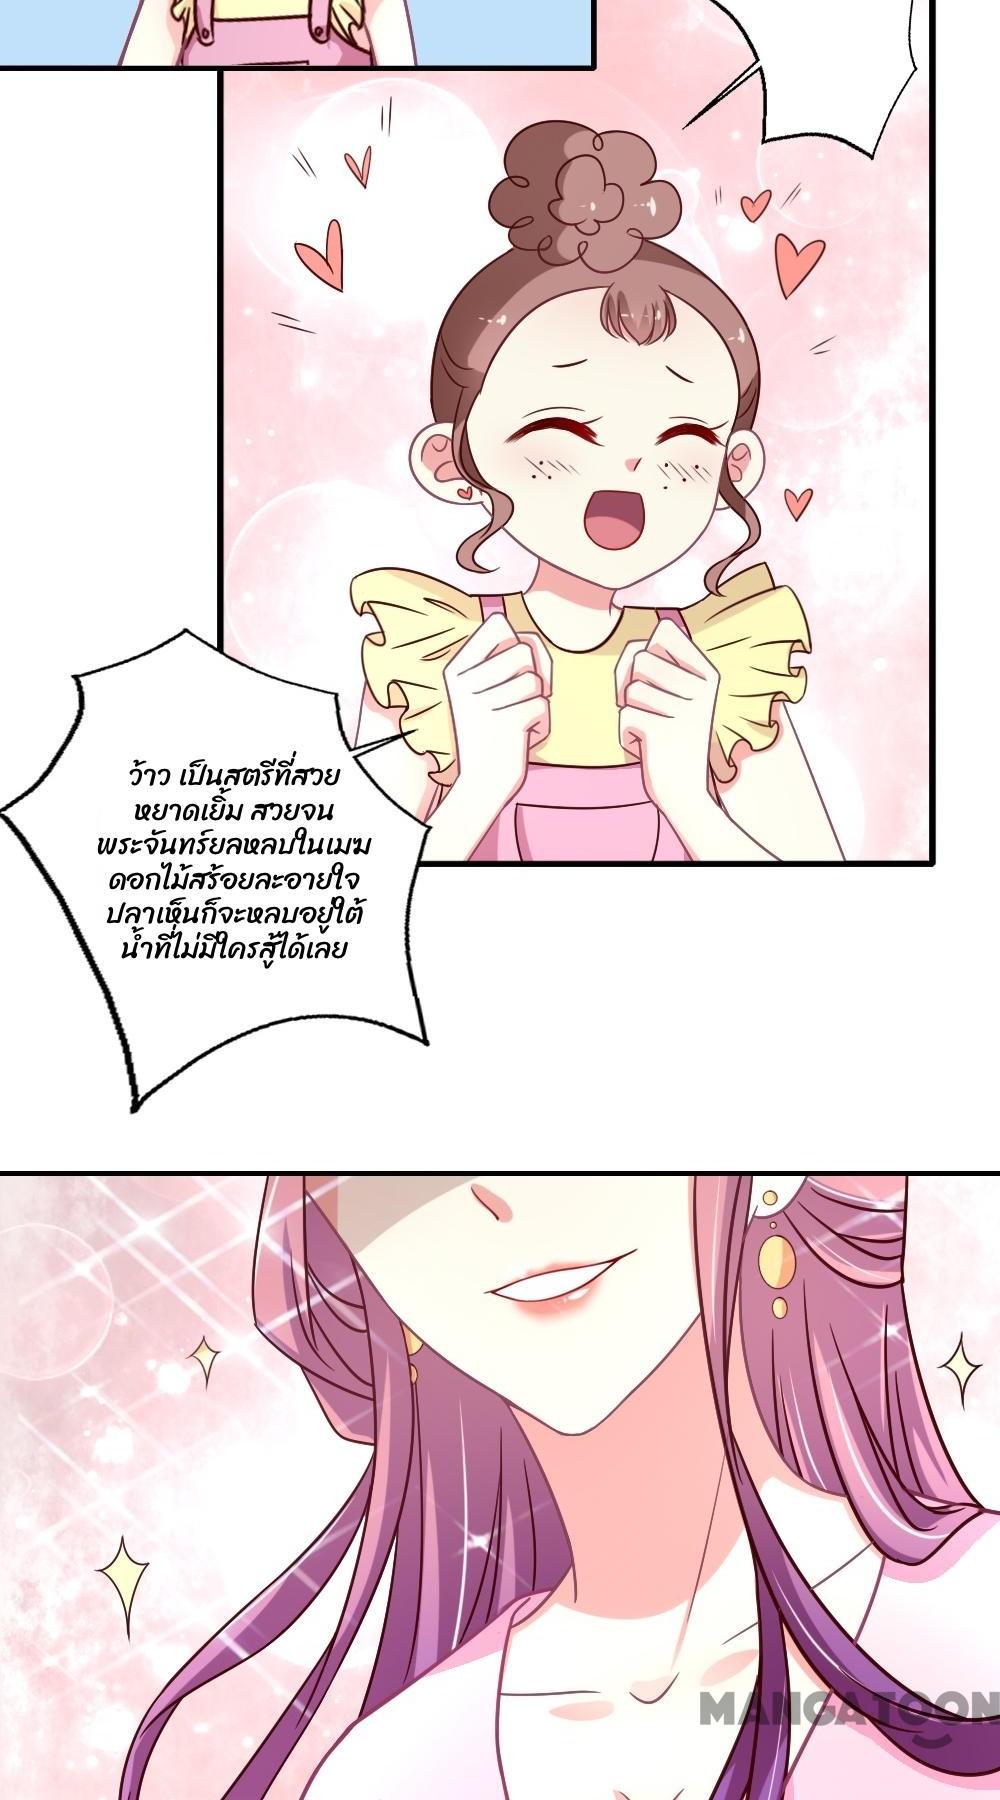 ว้าว เป็นสตรีที่สวย
หยาดเยิ้ม สวยจน
พระจันทร์ยลหลบในเมฆ
ดอกไม้สร้อยละอายใจ
ปลาเห็นก็จะหลบอยู่ใต้
น้ำที่ไม่มีใครสู้ได้เลย
MANGATOON